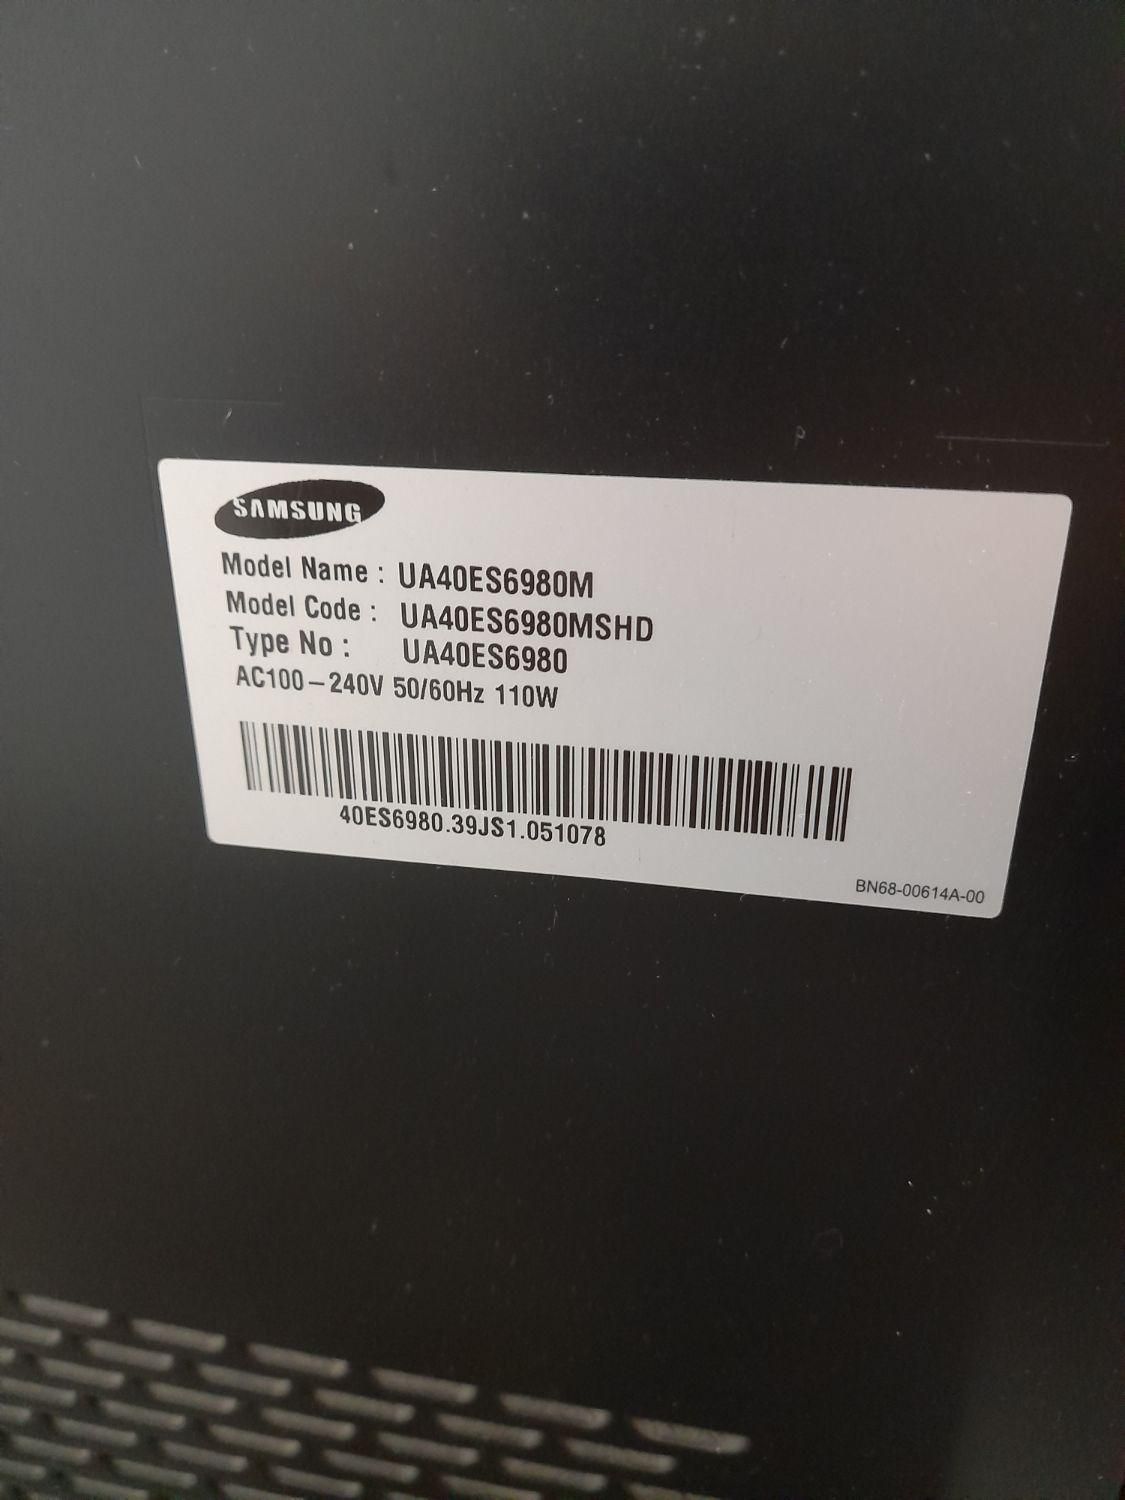 SAMSUNG
Model Name : UA40ES6980M
Model Code : UA40ES6980MSHD
Type No : UA40ES6980
AC100-240V 50/60Hz 110W
40ES6980.39JS1.051078
BN68-00614A-00